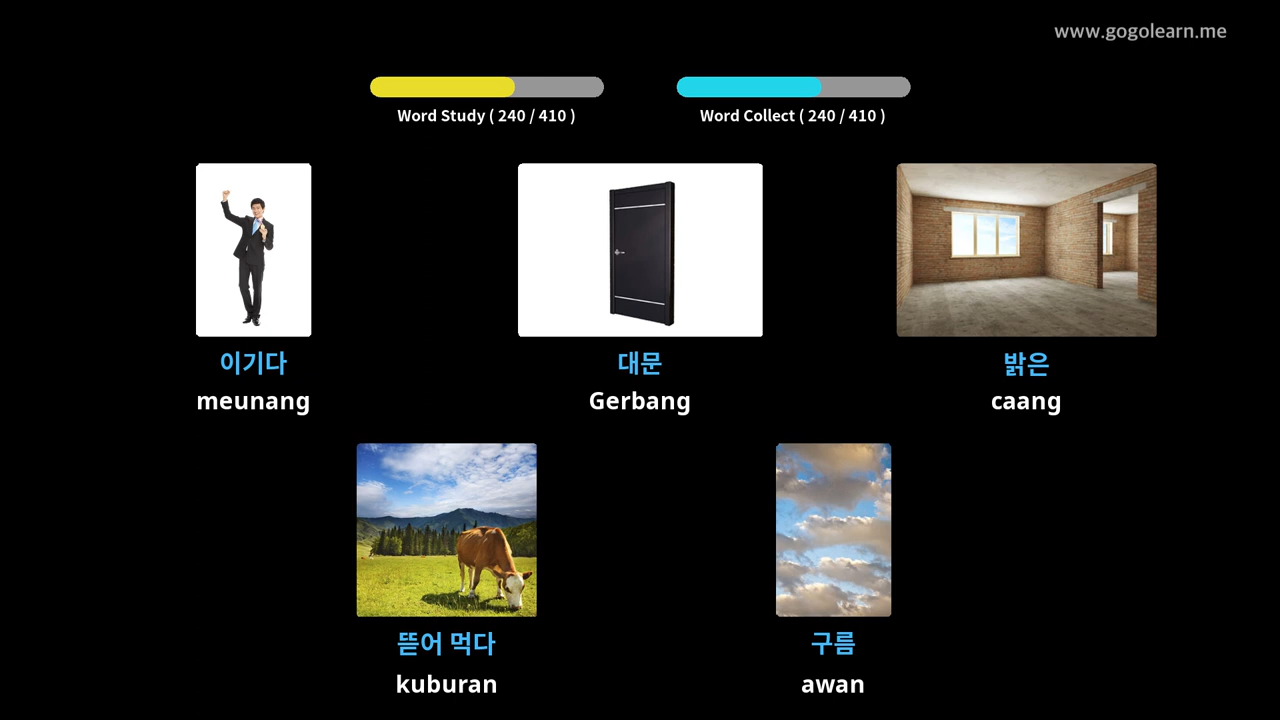 www.gogolearn.me
Word Study ( 240 / 410 )
Word Collect ( 240 / 410 )
이기다
meunang
대문
Gerbang
밝은
caang
뜯어 먹다
kuburan
구름
awan